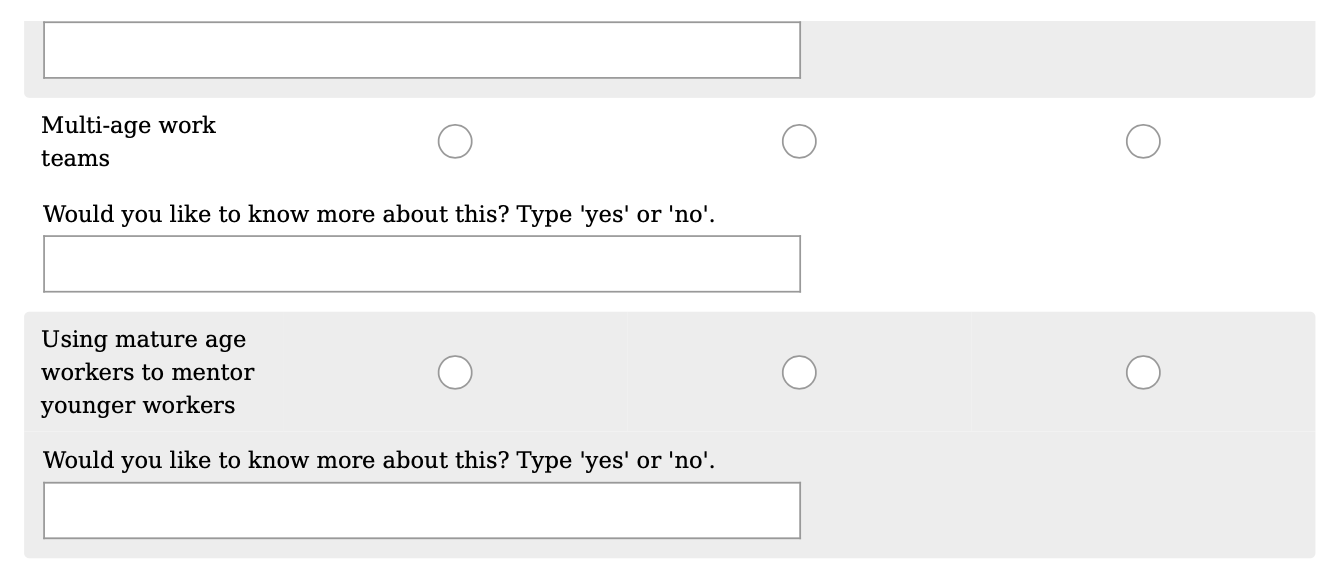 Multi-age work
teams
Would you like to know more about this? Type 'yes' or 'no'.
Using mature age
workers to mentor
younger workers
Would you like to know more about this? Type 'yes' or 'no'.